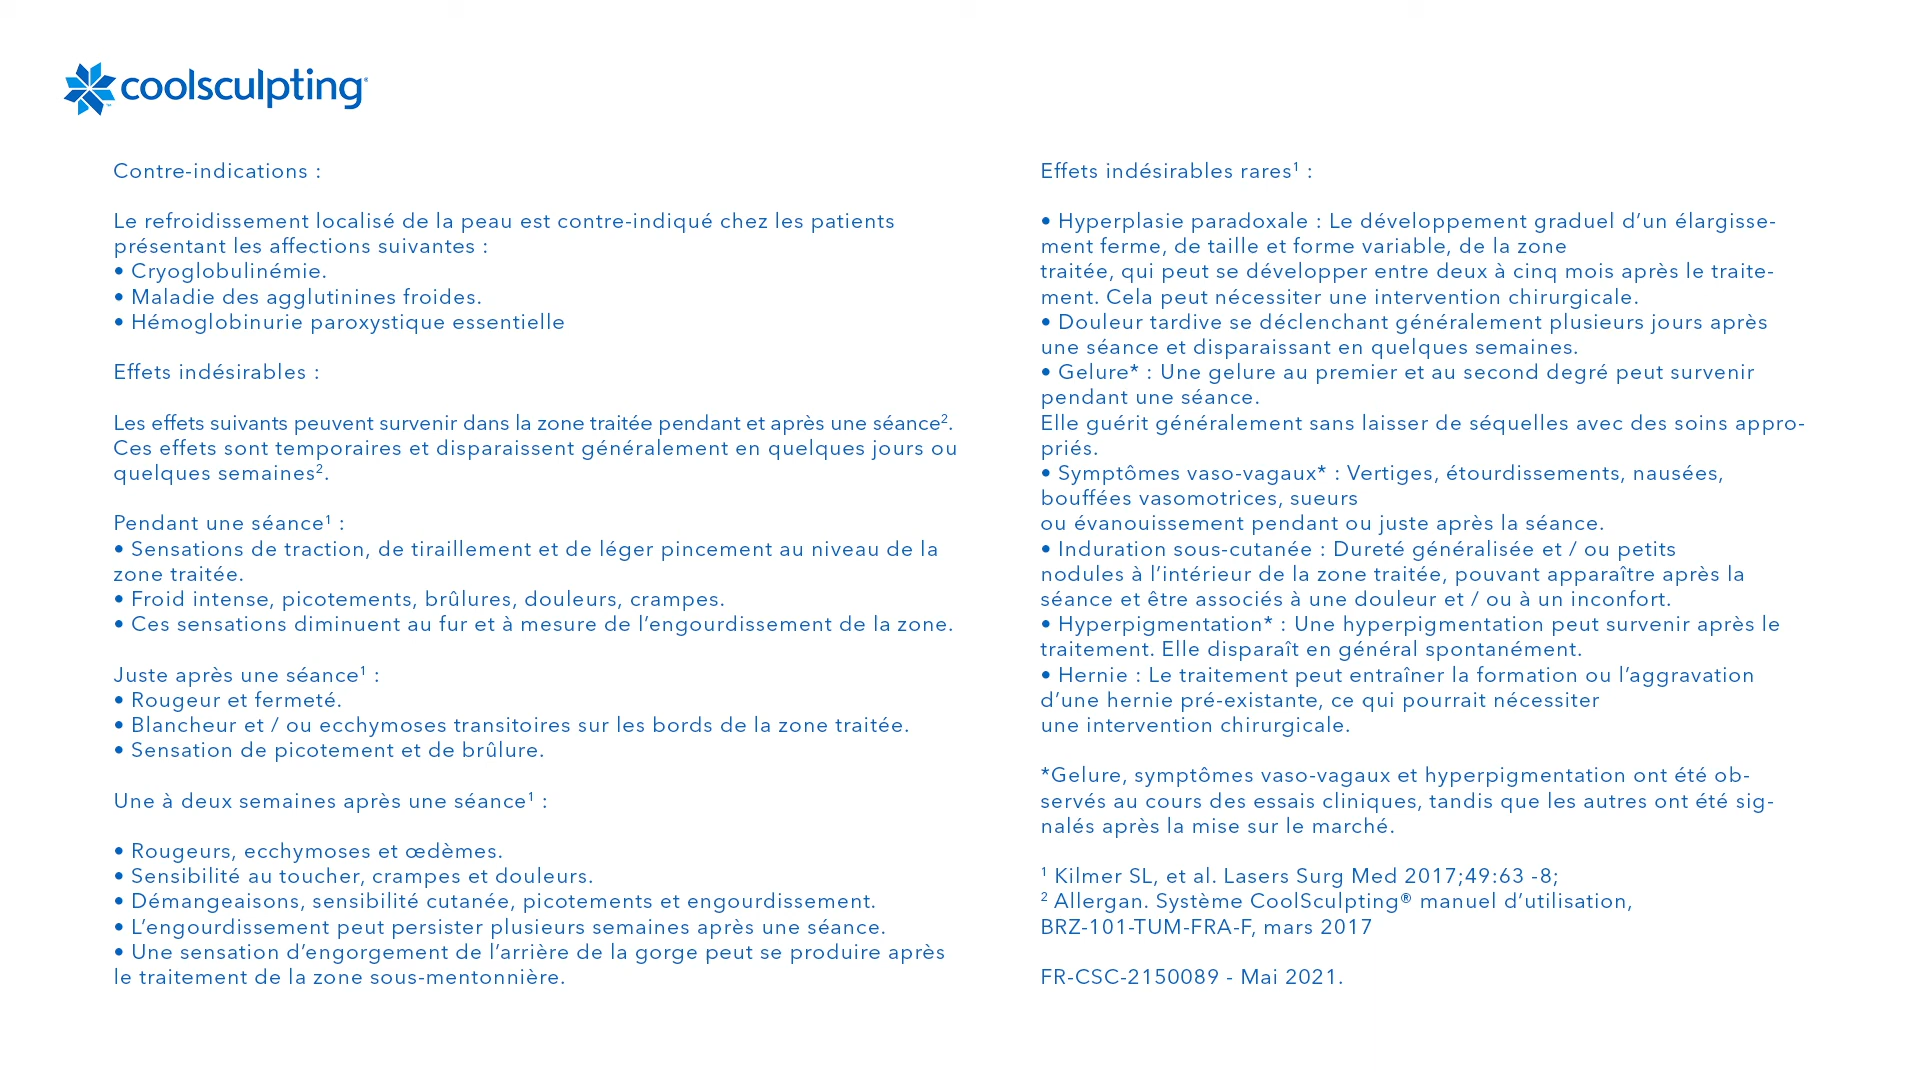 coolsculpting®
Contre-indications :
Le refroidissement localisé de la peau est contre-indiqué chez les patients
présentant les affections suivantes :
• Cryoglobulinémie.
• Maladie des agglutinines froides.
• Hémoglobinurie paroxystique essentielle
Effets indésirables :
Les effets suivants peuvent survenir dans la zone traitée pendant et après une séance².
Ces effets sont temporaires et disparaissent généralement en quelques jours ou
quelques semaines².
Pendant une séance¹ :
• Sensations de traction, de tiraillement et de léger pincement au niveau de la
zone traitée.
• Froid intense, picotements, brûlures, douleurs, crampes.
• Ces sensations diminuent au fur et à mesure de l’engourdissement de la zone.
Juste après une séance¹ :
• Rougeur et fermeté.
• Blancheur et / ou ecchymoses transitoires sur les bords de la zone traitée.
• Sensation de picotement et de brûlure.
Une à deux semaines après une séance¹ :
• Rougeurs, ecchymoses et œdèmes.
• Sensibilité au toucher, crampes et douleurs.
• Démangeaisons, sensibilité cutanée, picotements et engourdissement.
• L’engourdissement peut persister plusieurs semaines après une séance.
• Une sensation d’engorgement de l’arrière de la gorge peut se produire après
le traitement de la zone sous-mentonnière.
Effets indésirables rares¹ :
• Hyperplasie paradoxale : Le développement graduel d’un élargisse-
ment ferme, de taille et forme variable, de la zone
traitée, qui peut se développer entre deux à cinq mois après le traite-
ment. Cela peut nécessiter une intervention chirurgicale.
• Douleur tardive se déclenchant généralement plusieurs jours après
une séance et disparaissant en quelques semaines.
• Gelure* : Une gelure au premier et au second degré peut survenir
pendant une séance.
Elle guérit généralement sans laisser de séquelles avec des soins appro-
priés.
• Symptômes vaso-vagaux* : Vertiges, étourdissements, nausées,
bouffées vasomotrices, sueurs
ou évanouissement pendant ou juste après la séance.
• Induration sous-cutanée : Dureté généralisée et / ou petits
nodules à l’intérieur de la zone traitée, pouvant apparaître après la
séance et être associés à une douleur et / ou à un inconfort.
• Hyperpigmentation* : Une hyperpigmentation peut survenir après le
traitement. Elle disparaît en général spontanément.
• Hernie : Le traitement peut entraîner la formation ou l’aggravation
d’une hernie pré-existante, ce qui pourrait nécessiter
une intervention chirurgicale.
*Gelure, symptômes vaso-vagaux et hyperpigmentation ont été ob-
servés au cours des essais cliniques, tandis que les autres ont été sig-
nalés après la mise sur le marché.
¹ Kilmer SL, et al. Lasers Surg Med 2017;49:63 -8;
² Allergan. Système CoolSculpting® manuel d’utilisation,
BRZ-101-TUM-FRA-F, mars 2017
FR-CSC-2150089 - Mai 2021.